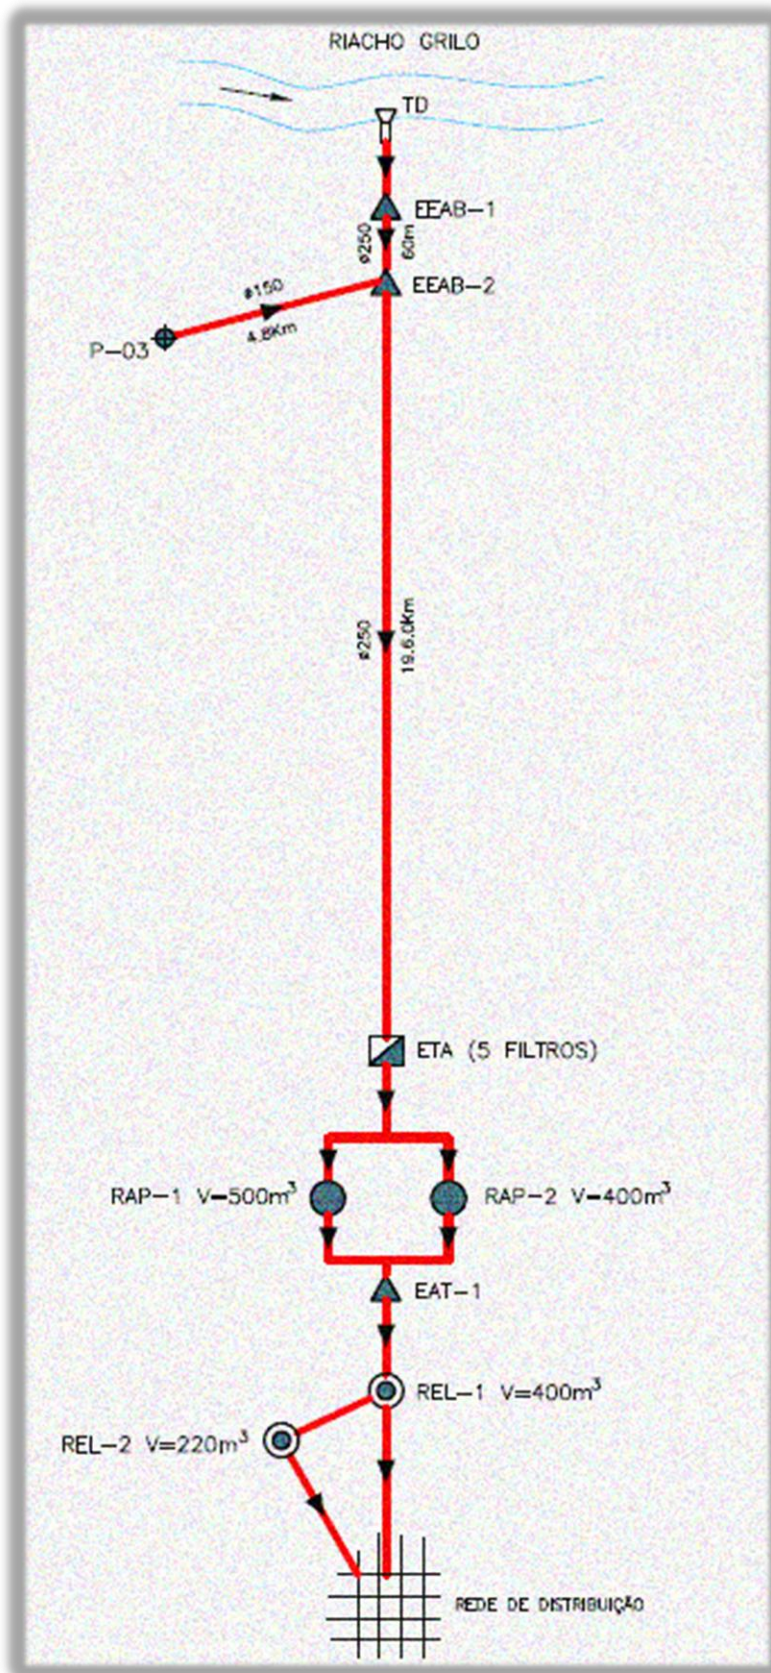 RIACHO GRILO
TD
EEAB-1
ø250
60m
EEAB-2
ø150
4.8Km
P-03
ø250
19.6.0Km
ETA (5 FILTROS)
RAP-1 V=500m³
RAP-2 V=400m³
EAT-1
REL-1 V=400m³
REL-2 V=220m³
REDE DE DISTRIBUIÇÃO